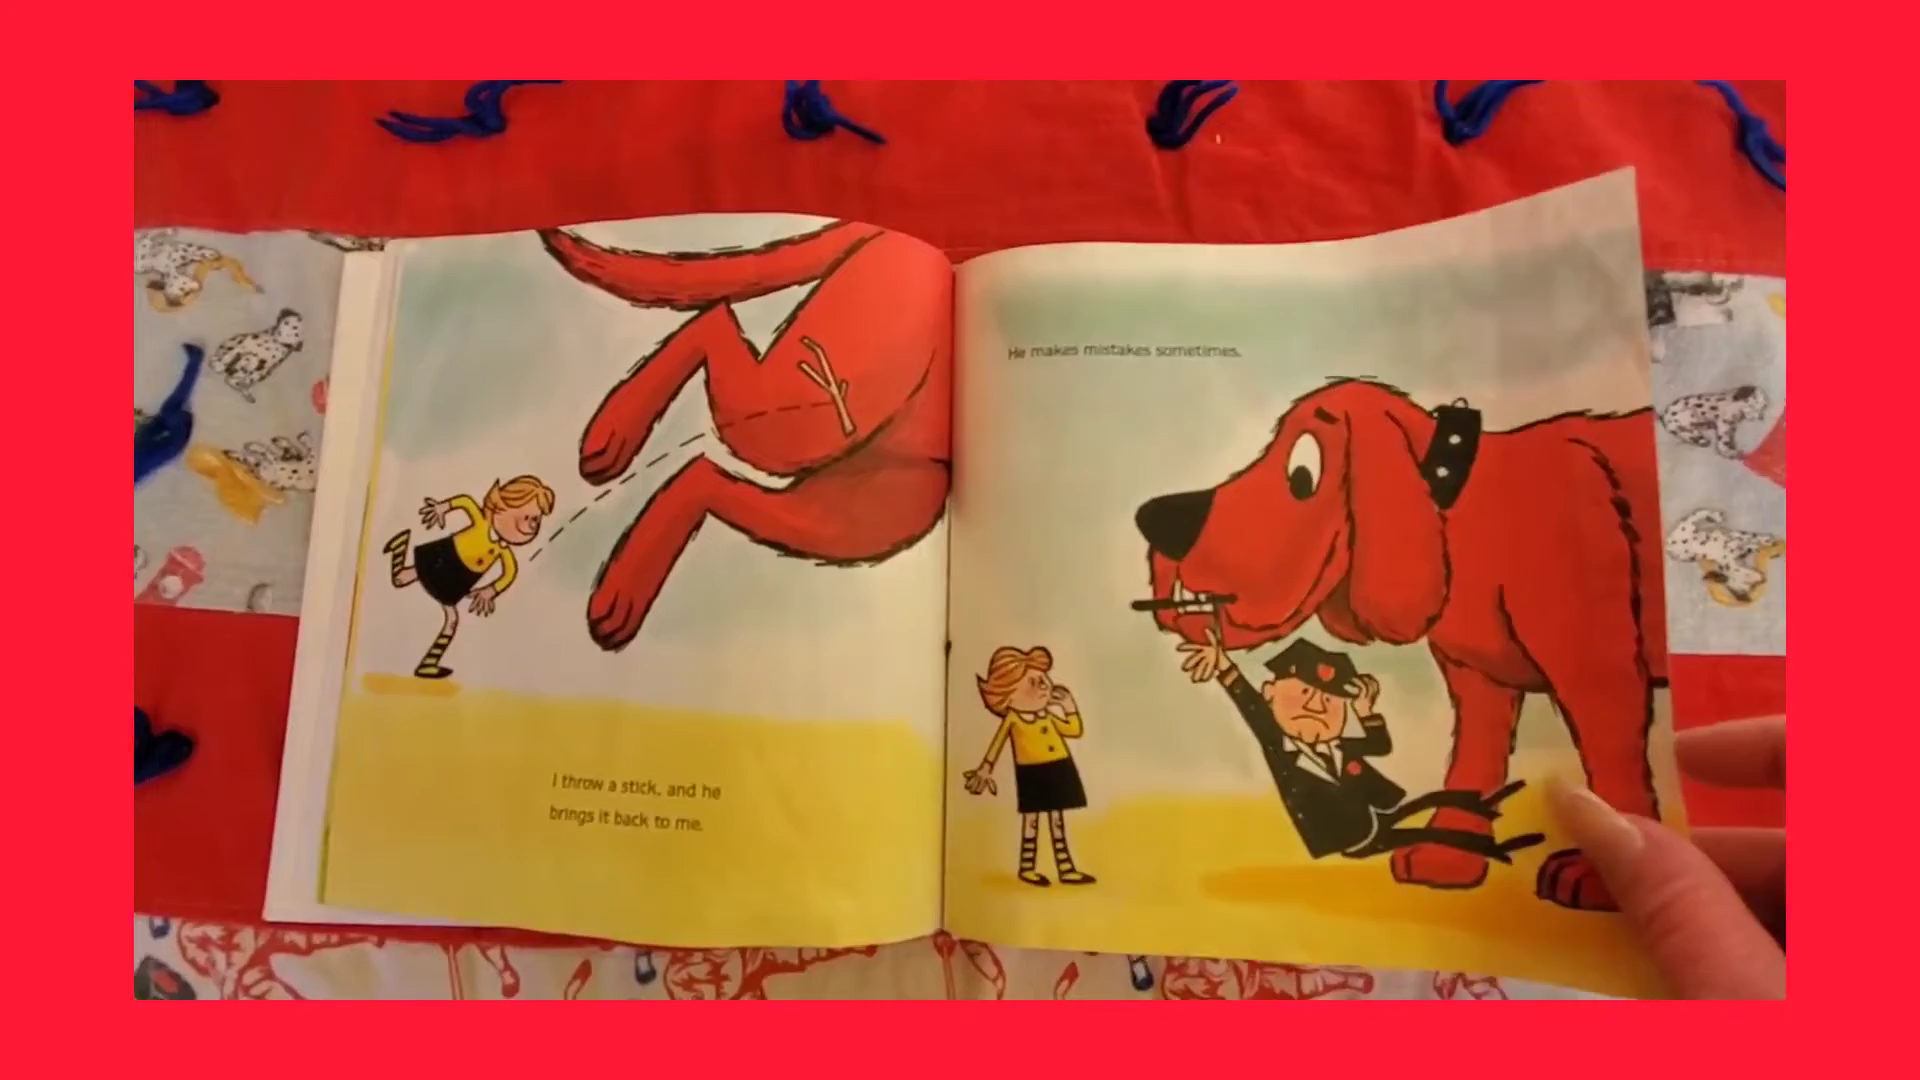 I throw a stick, and he
brings it back to me.
He makes mistakes sometimes.